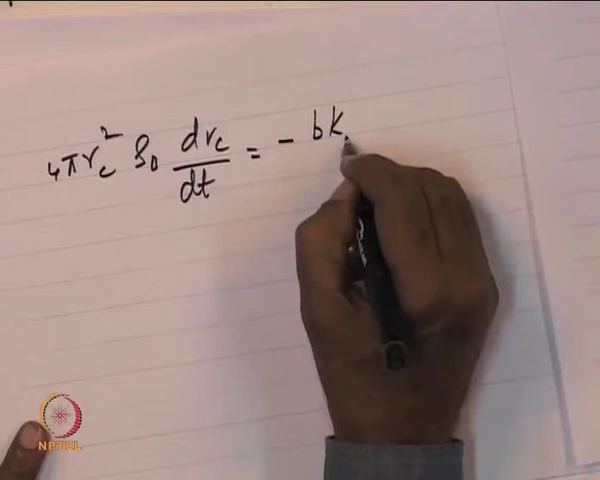 4πr_c^2 ρ_0 dr_c/dt = - bk
NPTEL